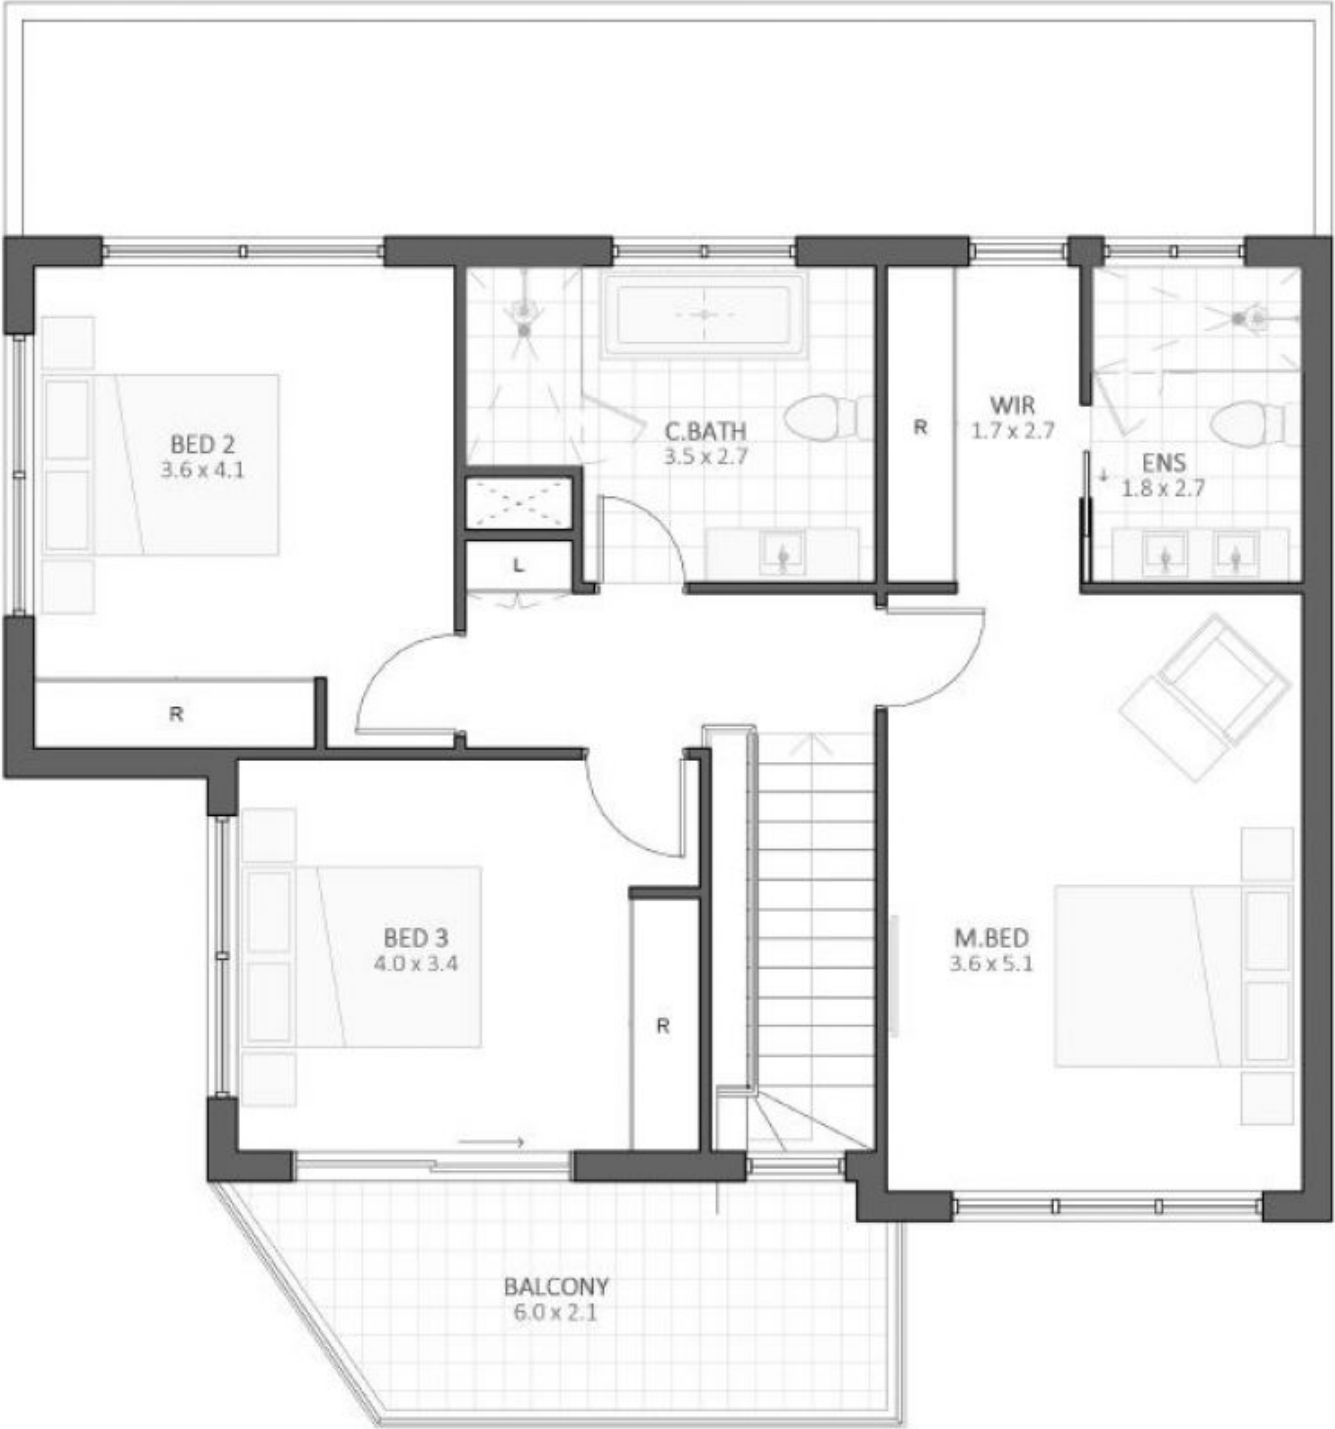 BED 2
3.6 x 4.1
C.BATH
3.5 x 2.7
R
WIR
1.7 x 2.7
ENS
1.8 x 2.7
L
R
BED 3
4.0 x 3.4
R
M.BED
3.6 x 5.1
BALCONY
6.0 x 2.1